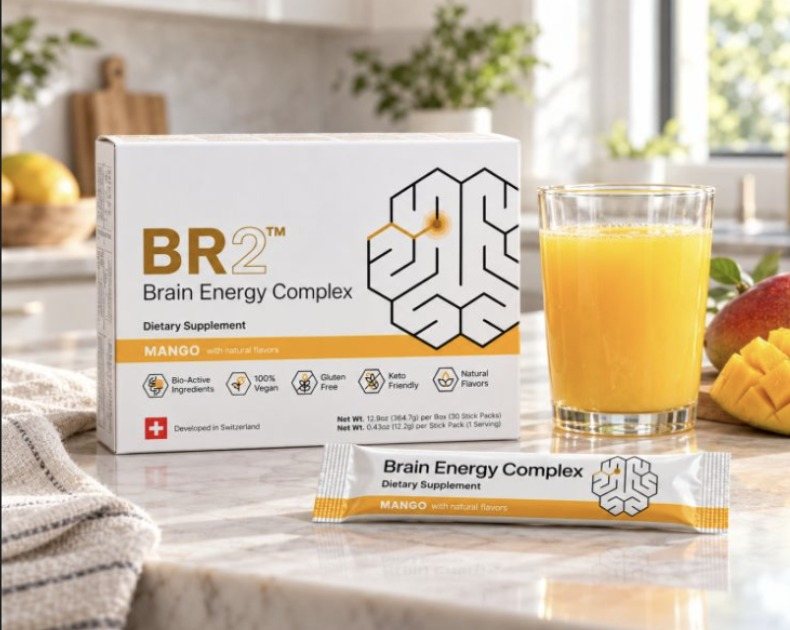 BR2™
Brain Energy Complex
Dietary Supplement
MANGO with natural flavors
Bio-Active
Ingredients
100%
Vegan
Gluten
Free
Keto
Friendly
Natural
Flavors
Developed in Switzerland
Net Wt. 12.9oz (364.7g) per Box (30 Stick Packs)
Net Wt. 0.43oz (12.2g) per Stick Pack (1 Serving)
Brain Energy Complex
Dietary Supplement
MANGO with natural flavors